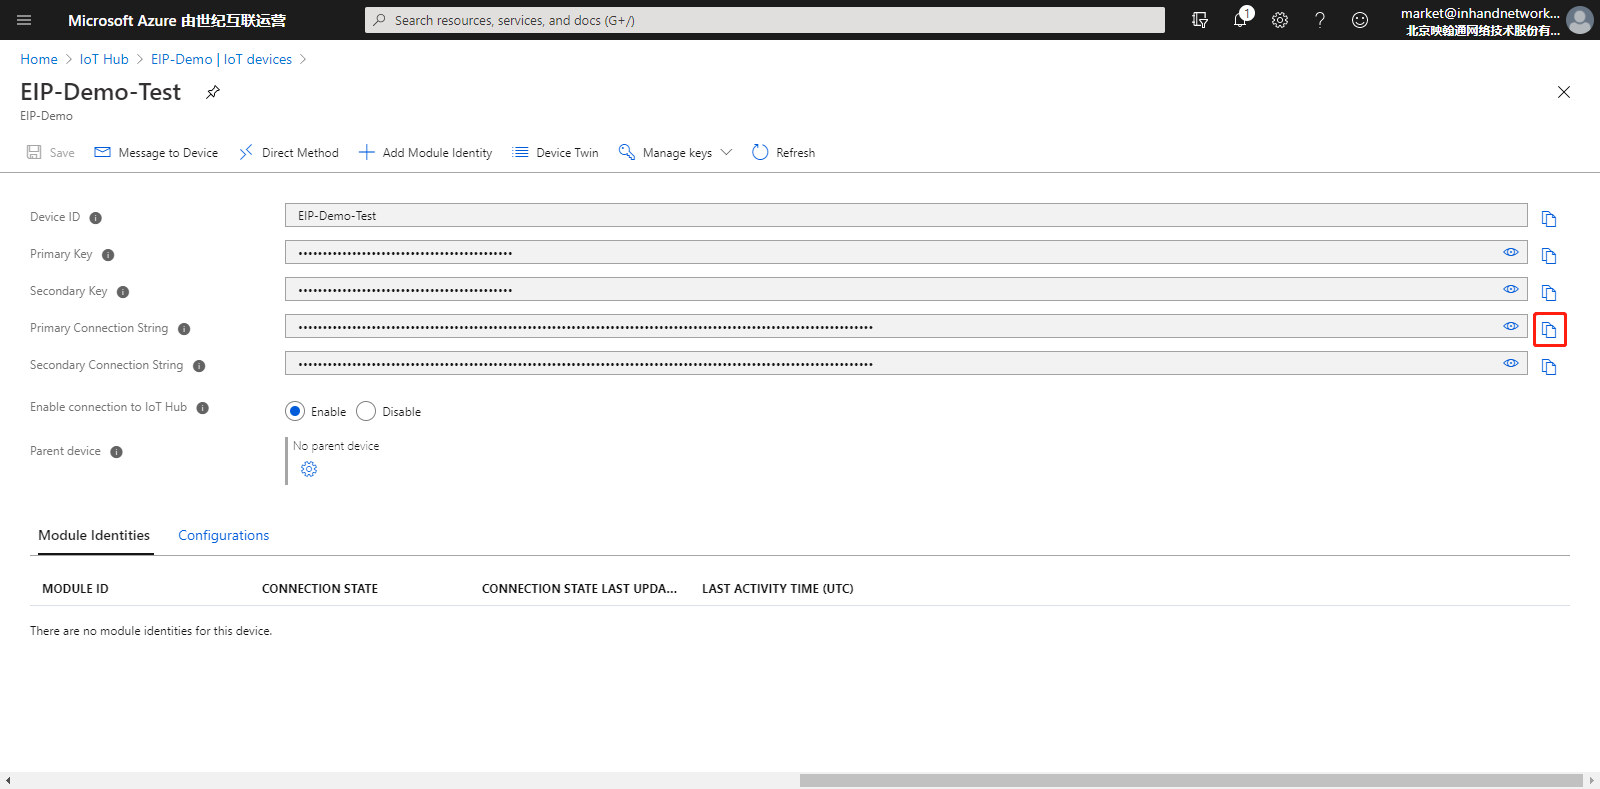 Microsoft Azure 由世纪互联运营
Search resources, services, and docs (G+/)
1
market@inhandnetwork...
北京映翰通网络技术股份有...
Home > IoT Hub > EIP-Demo | IoT devices >
EIP-Demo-Test
EIP-Demo
Save Message to Device Direct Method Add Module Identity Device Twin Manage keys Refresh
Device ID EIP-Demo-Test
Primary Key
Secondary Key
Primary Connection String
Secondary Connection String
Enable connection to IoT Hub Enable Disable
Parent device No parent device
Module Identities Configurations
MODULE ID CONNECTION STATE CONNECTION STATE LAST UPDA... LAST ACTIVITY TIME (UTC)
There are no module identities for this device.